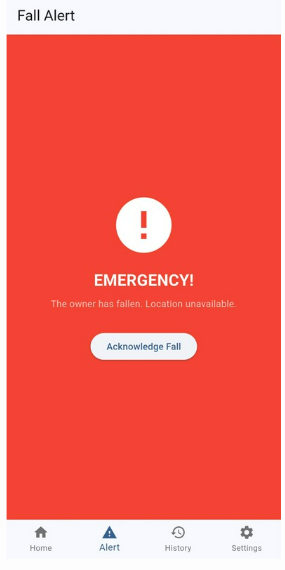 Fall Alert
!
EMERGENCY!
The owner has fallen. Location unavailable.
Acknowledge Fall
Home
Alert
History
Settings